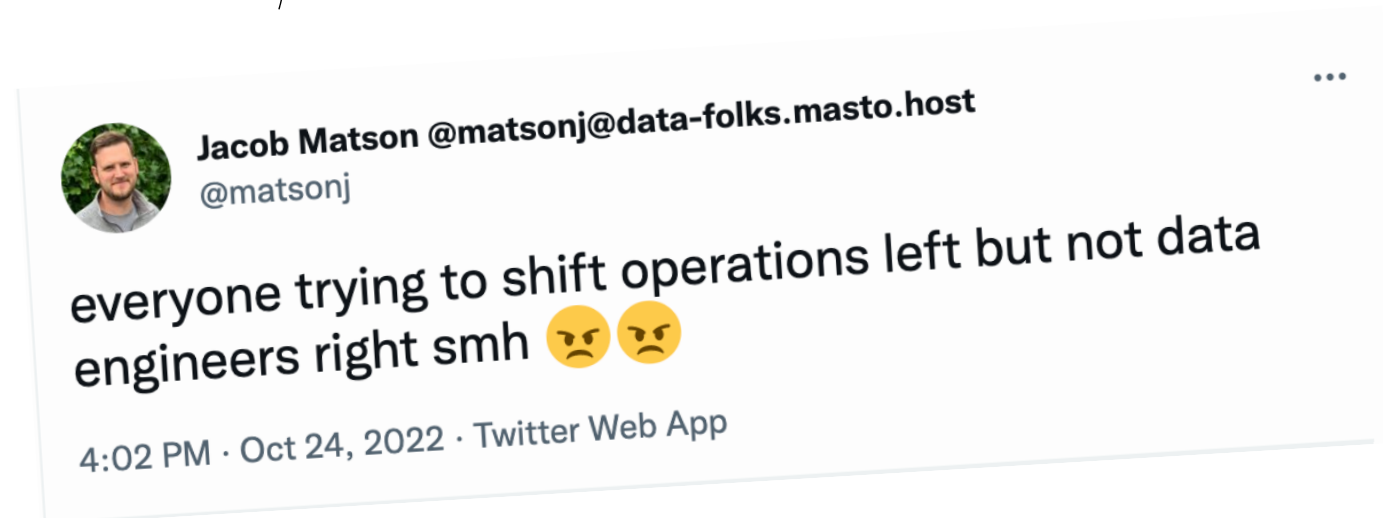 Jacob Matson @matsonj@data-folks.masto.host
@matsonj
everyone trying to shift operations left but not data
engineers right smh 😠😠
4:02 PM · Oct 24, 2022 · Twitter Web App